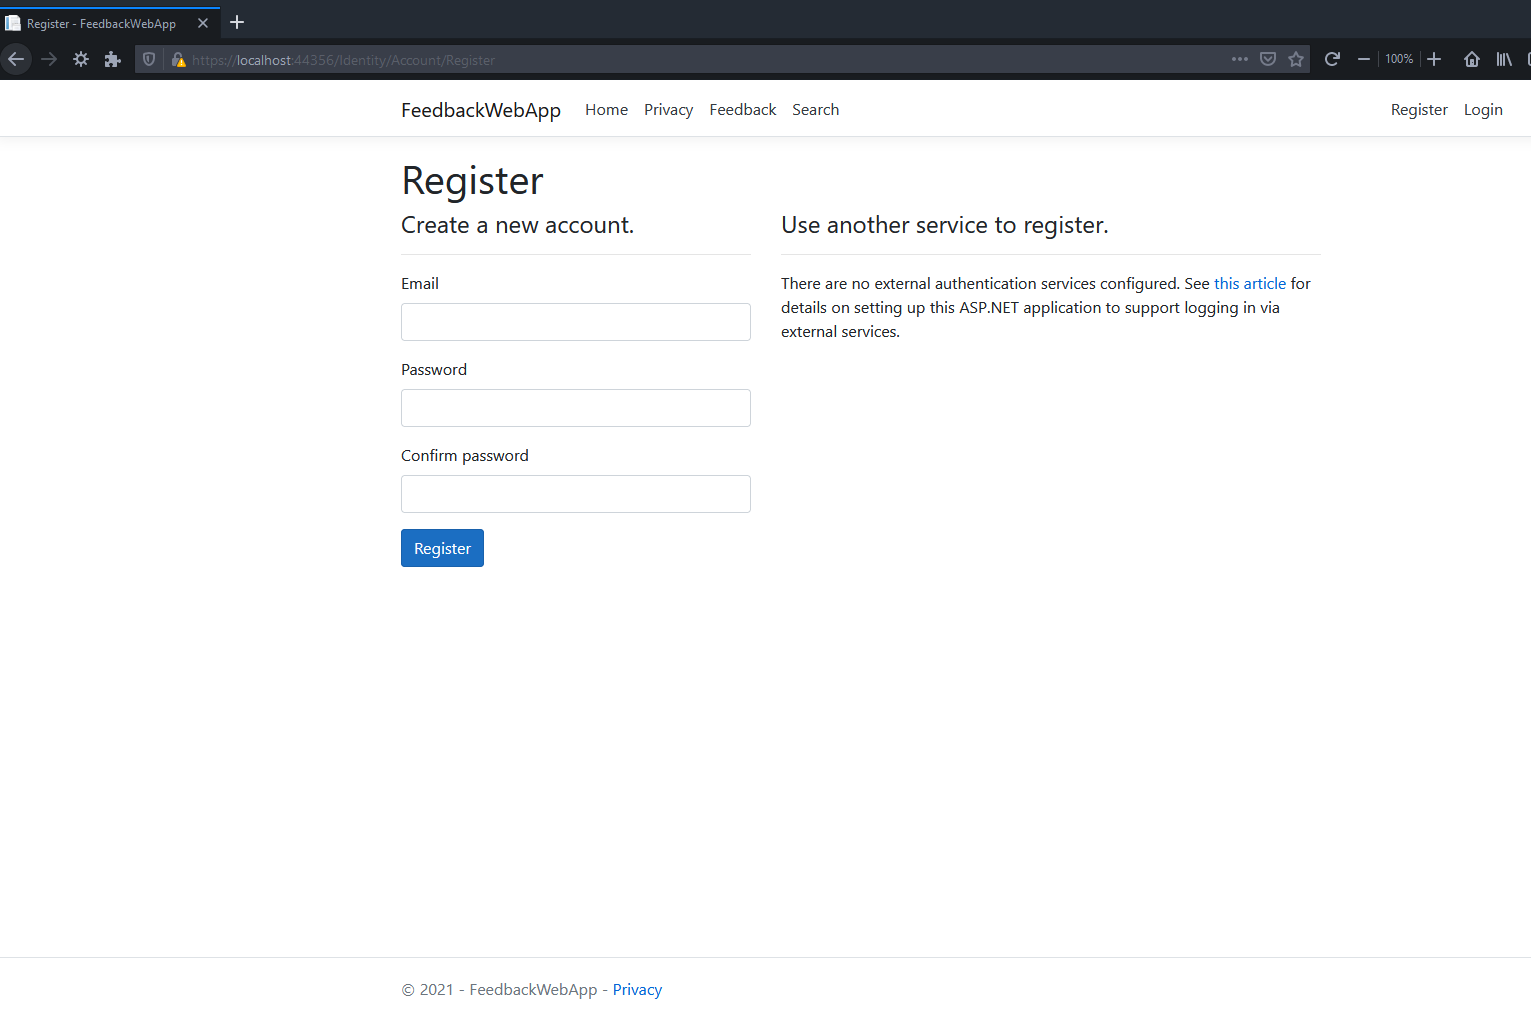 Register - FeedbackWebApp
https://localhost:44356/Identity/Account/Register
100%
FeedbackWebApp Home Privacy Feedback Search Register Login
Register
Create a new account.
Email
Password
Confirm password
Register
Use another service to register.
There are no external authentication services configured. See this article for
details on setting up this ASP.NET application to support logging in via
external services.
© 2021 - FeedbackWebApp - Privacy